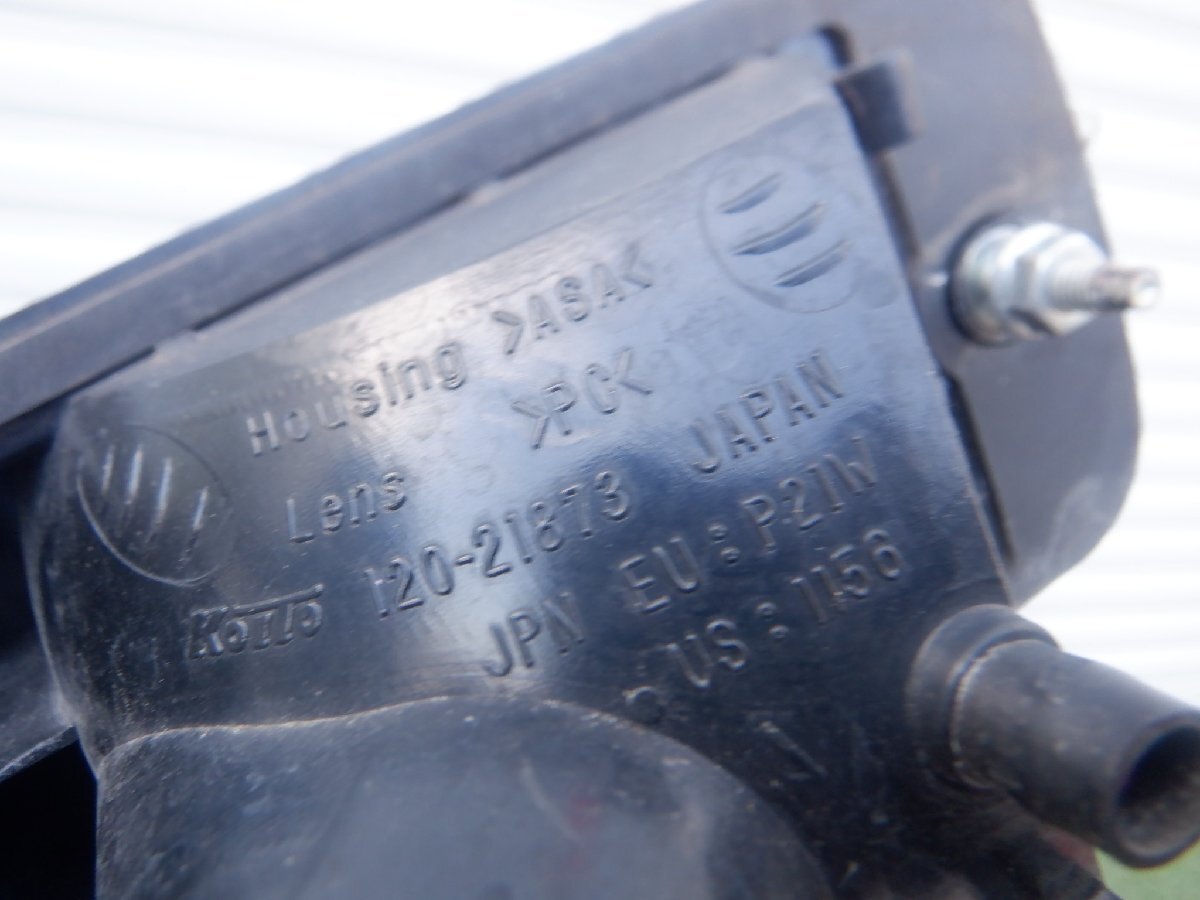 Housing >ASA<
Lens >PC<
KOITO 120-21873 JAPAN
JPN EU:P21W
US:1156